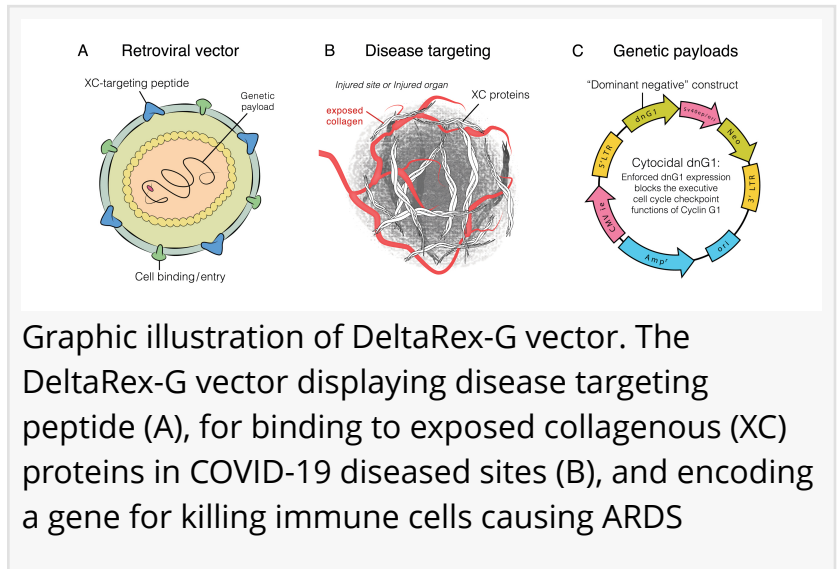 A Retroviral vector
XC-targeting peptide
Genetic
payload
Cell binding/entry
B Disease targeting
Injured site or Injured organ
exposed
collagen
XC proteins
C Genetic payloads
“Dominant negative” construct
dnG1
Neo
3' LTR
ori
Ampʳ
CMV ie
5' LTR
Cytocidal dnG1:
Enforced dnG1 expression
blocks the executive
cell cycle checkpoint
functions of Cyclin G1
Graphic illustration of DeltaRex-G vector. The
DeltaRex-G vector displaying disease targeting
peptide (A), for binding to exposed collagenous (XC)
proteins in COVID-19 diseased sites (B), and encoding
a gene for killing immune cells causing ARDS